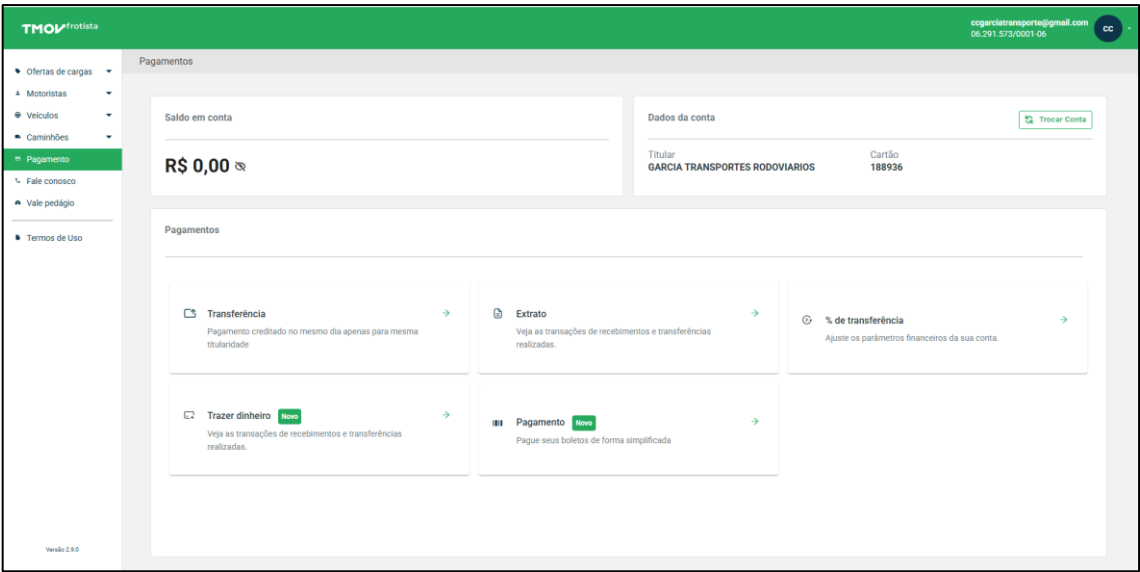 TMOV frotista
ccgarciatransporte@gmail.com
06.291.573/0001-06
CC
Ofertas de cargas
Motoristas
Veículos
Caminhões
Pagamento
Fale conosco
Vale pedágio
Termos de Uso
Versão 2.9.0
Pagamentos
Saldo em conta
R$ 0,00
Dados da conta
Trocar Conta
Titular
GARCIA TRANSPORTES RODOVIARIOS
Cartão
188936
Pagamentos
Transferência
Pagamento creditado no mesmo dia apenas para mesma
titularidade
Extrato
Veja as transações de recebimentos e transferências
realizadas.
% de transferência
Ajuste os parâmetros financeiros da sua conta.
Trazer dinheiro Novo
Veja as transações de recebimentos e transferências
realizadas.
Pagamento Novo
Pague seus boletos de forma simplificada